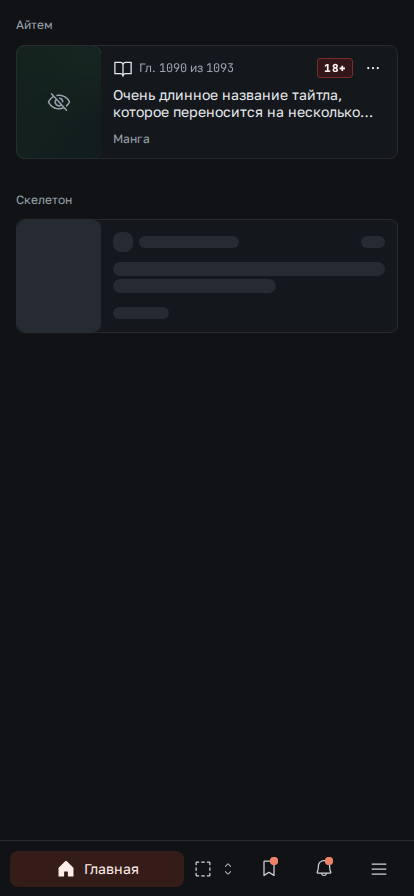 Айтем
Гл. 1090 из 1093
18+
Очень длинное название тайтла,
которое переносится на несколько...
Манга
Скелетон
Главная